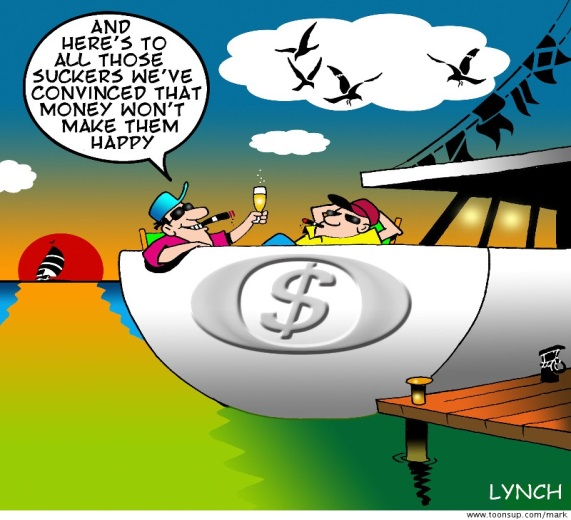 AND
HERE'S TO
ALL THOSE
SUCKERS WE'VE
CONVINCED THAT
MONEY WON'T
MAKE THEM
HAPPY
$
LYNCH
www.toonsup.com/mark